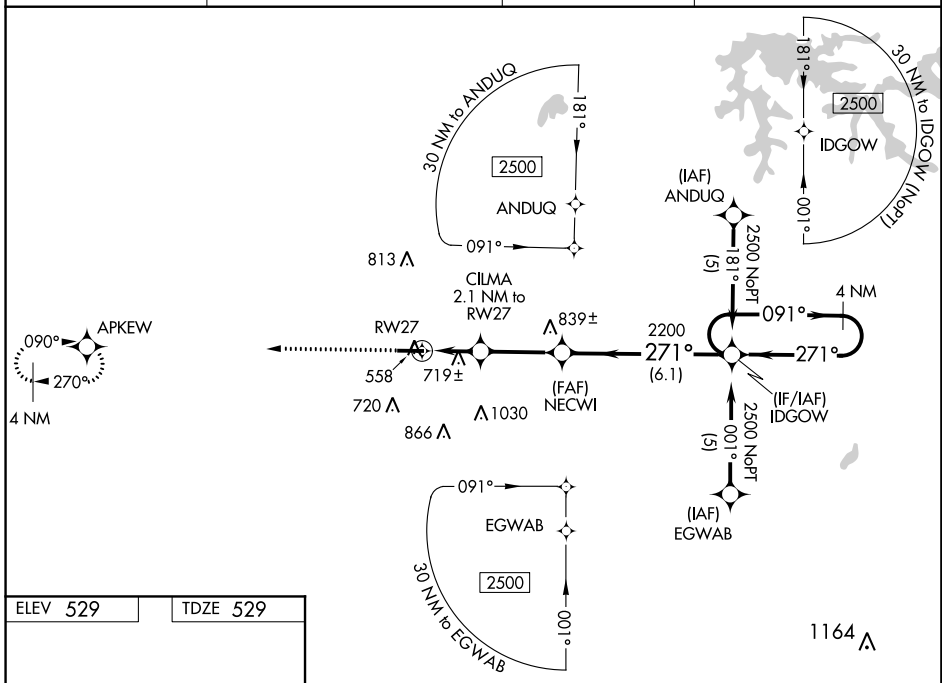 30 NM to ANDUQ
181°
2500
ANDUQ
091°
181°
30 NM to IDGOW (NoPT)
2500
IDGOW
001°
(IAF)
ANDUQ
2500 NoPT
181°
(5)
813
CILMA
2.1 NM to
RW27
4 NM
091°
839±
APKEW
090°
270°
4 NM
RW27
558
719±
2200
271°
(6.1)
271°
(FAF)
NECWI
(IF/IAF)
IDGOW
720
866
1030
2500 NoPT
001°
(5)
(IAF)
EGWAB
091°
EGWAB
2500
30 NM to EGWAB
001°
ELEV 529
TDZE 529
1164